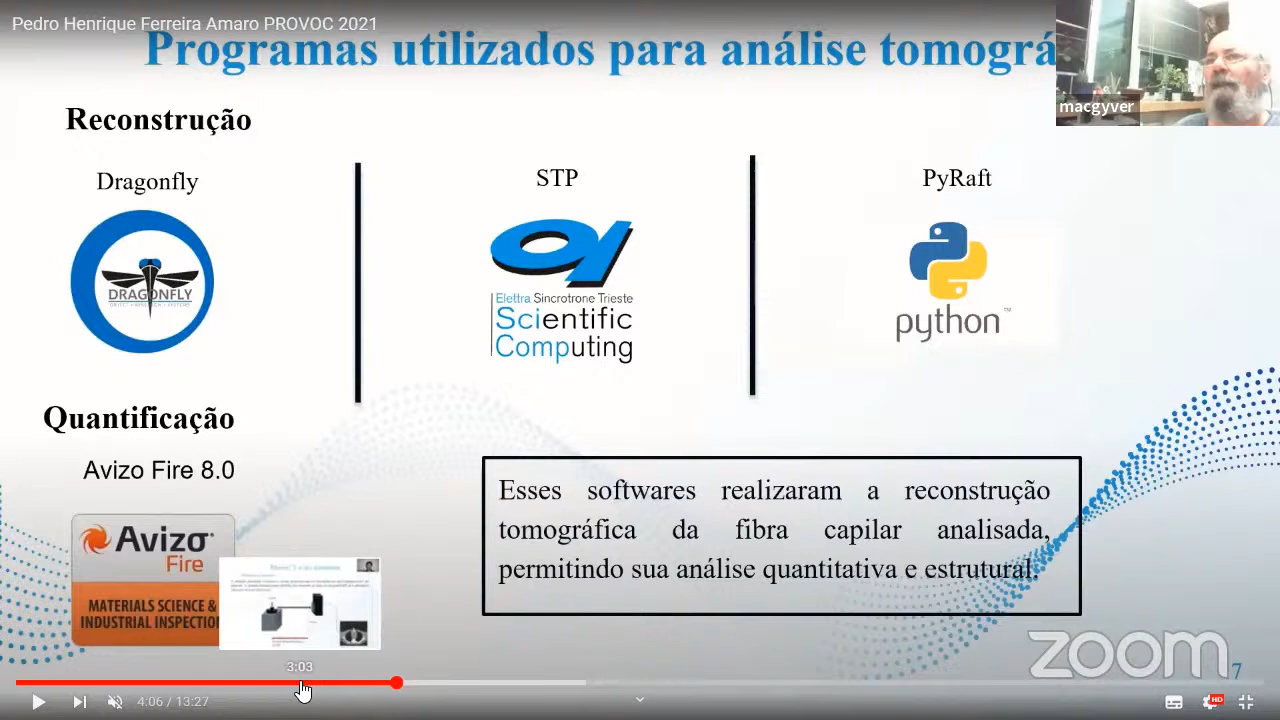 Pedro Henrique Ferreira Amaro PROVOC 2021
Programas utilizados para análise tomográ
macgyver
Reconstrução
Dragonfly
STP
PyRaft
DRAGONFLY
Elettra Sincrotrone Trieste
Scientific
Computing
python™
Quantificação
Avizo Fire 8.0
Avizo
Fire
MATERIALS SCIENCE &
INDUSTRIAL INSPECTIO
Esses softwares realizaram a reconstrução
tomográfica da fibra capilar analisada,
permitindo sua análise quantitativa e estrutural
zoom
7
3:03
4:06 / 13:27
HD